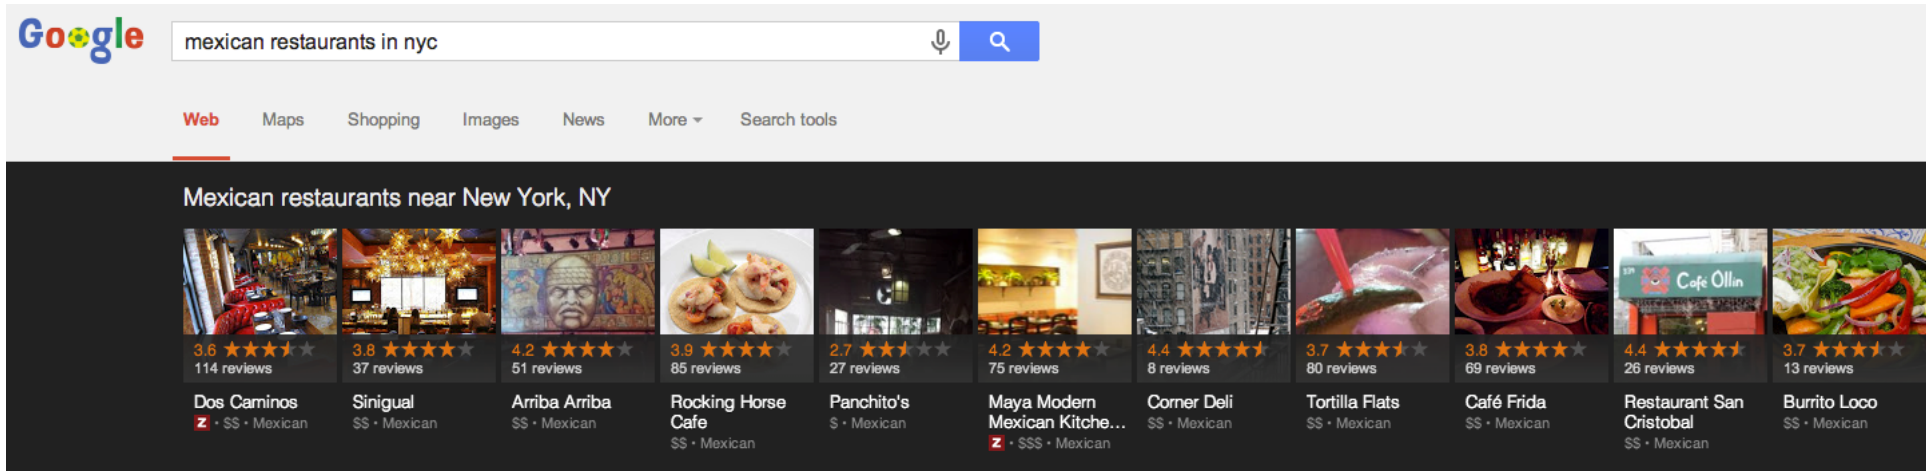 Google
mexican restaurants in nyc
Web Maps Shopping Images News More Search tools
Mexican restaurants near New York, NY
3.6
114 reviews
Dos Caminos
Z · $$ · Mexican
3.8
37 reviews
Sinigual
$$ · Mexican
4.2
51 reviews
Arriba Arriba
$$ · Mexican
3.9
85 reviews
Rocking Horse
Cafe
$$ · Mexican
2.7
27 reviews
Panchito's
$ · Mexican
4.2
75 reviews
Maya Modern
Mexican Kitche...
Z · $$$ · Mexican
4.4
8 reviews
Corner Deli
$$ · Mexican
3.7
80 reviews
Tortilla Flats
$$ · Mexican
3.8
69 reviews
Café Frida
$$ · Mexican
Café Ollin
4.4
26 reviews
Restaurant San
Cristobal
$$ · Mexican
3.7
13 reviews
Burrito Loco
$$ · Mexican